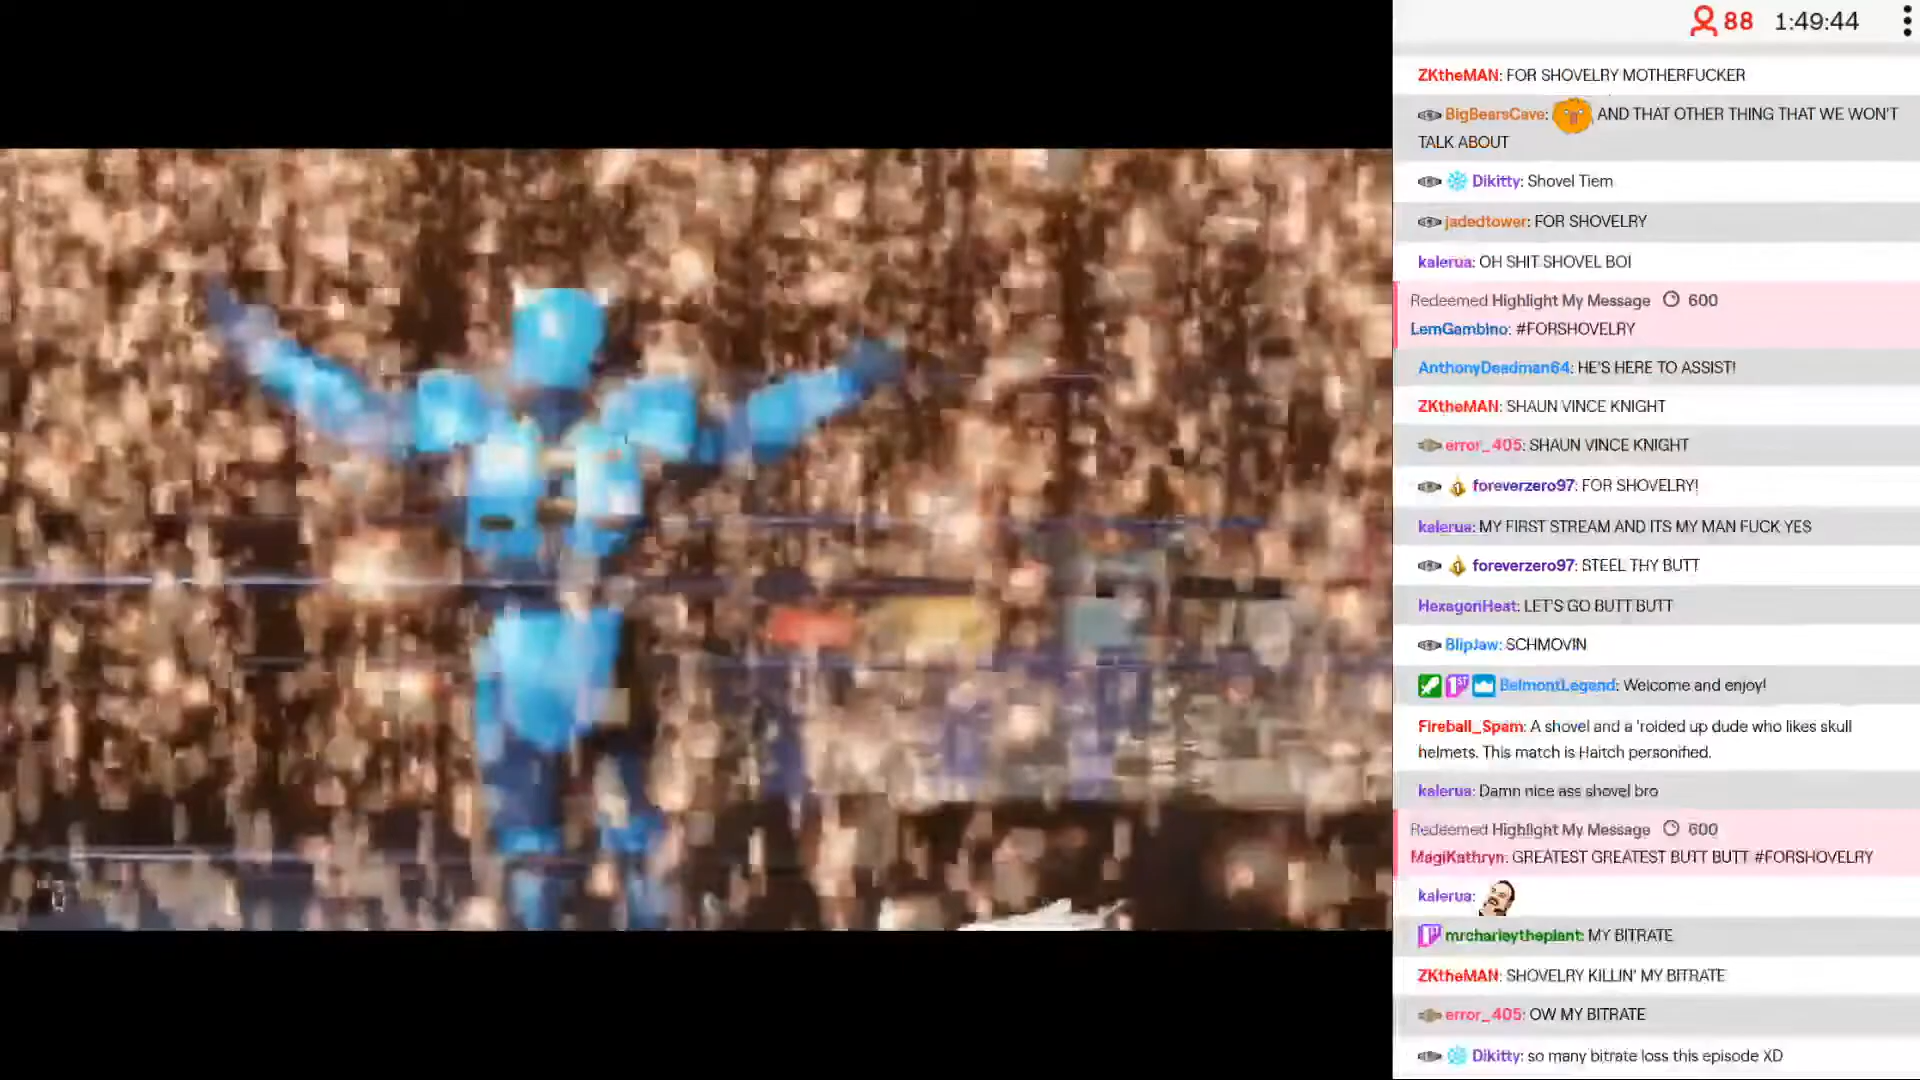 88 1:49:44
ZKtheMAN: FOR SHOVELRY MOTHERFUCKER
BigBearsCave: AND THAT OTHER THING THAT WE WON'T
TALK ABOUT
Dikitty: Shovel Tiem
jadedtower: FOR SHOVELRY
kalerua: OH SHIT SHOVEL BOI
Redeemed Highlight My Message 600
LemGambino: #FORSHOVELRY
AnthonyDeadman64: HE'S HERE TO ASSIST!
ZKtheMAN: SHAUN VINCE KNIGHT
error_405: SHAUN VINCE KNIGHT
foreverzero97: FOR SHOVELRY!
kalerua: MY FIRST STREAM AND ITS MY MAN FUCK YES
foreverzero97: STEEL THY BUTT
HexagonHeat: LET'S GO BUTT BUTT
BlipJaw: SCHMOVIN
BelmontLegend: Welcome and enjoy!
Fireball_Spam: A shovel and a 'roided up dude who likes skull
helmets. This match is Haitch personified.
kalerua: Damn nice ass shovel bro
Redeemed Highlight My Message 600
MagiKathryn: GREATEST GREATEST BUTT BUTT #FORSHOVELRY
kalerua:
mrcharleytheplant: MY BITRATE
ZKtheMAN: SHOVELRY KILLIN' MY BITRATE
error_405: OW MY BITRATE
Dikitty: so many bitrate loss this episode XD